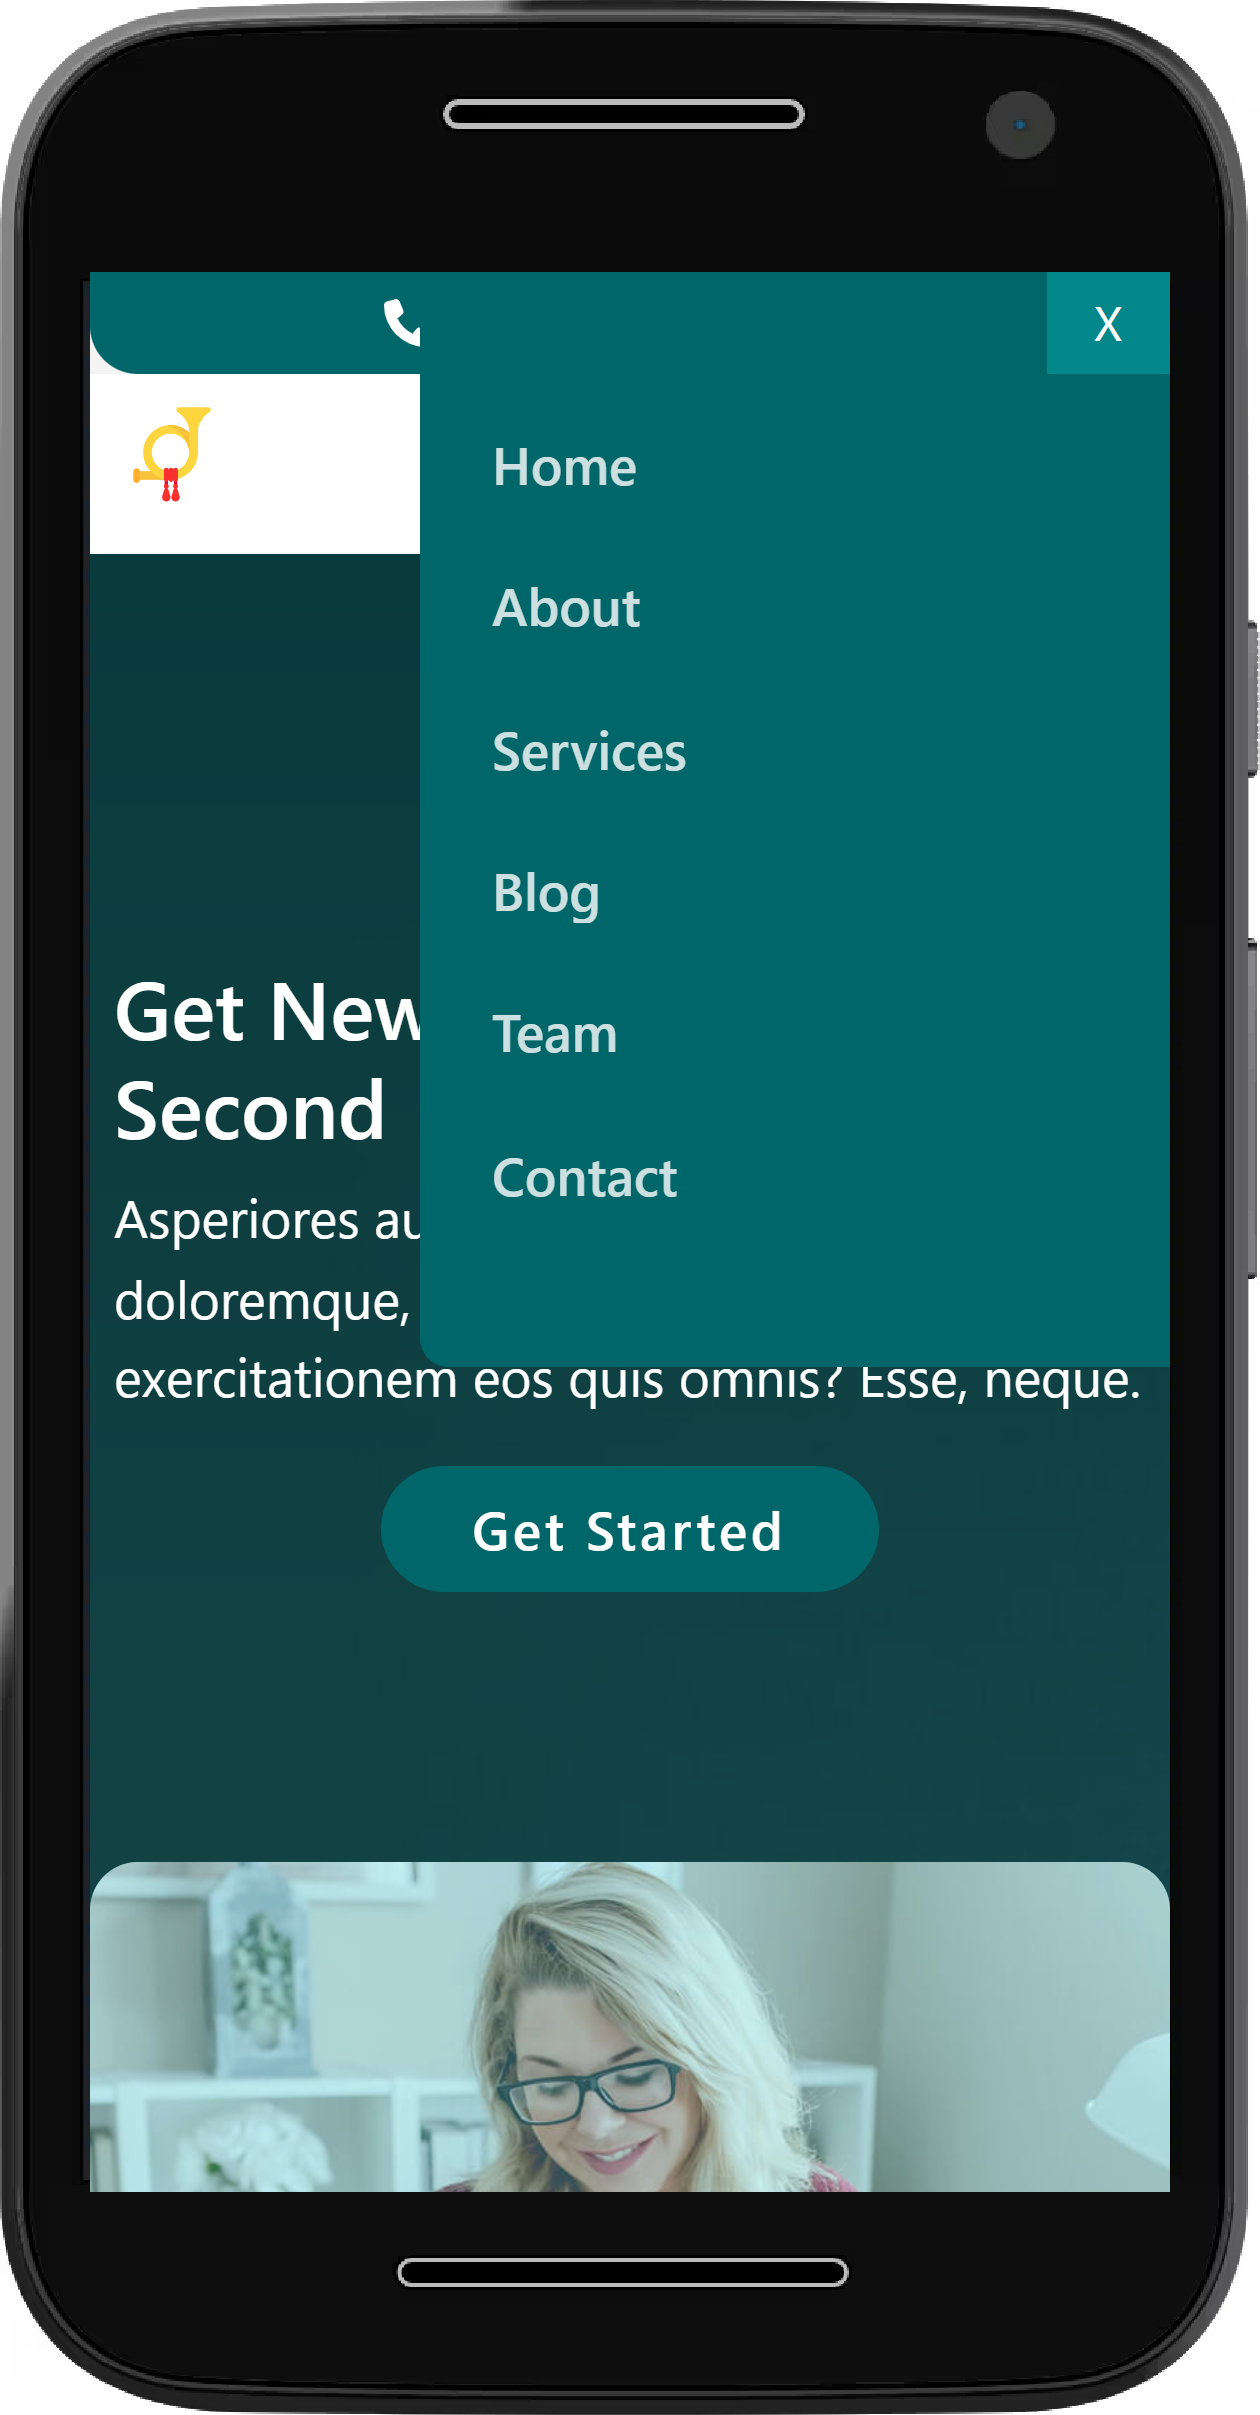 X
Home
About
Services
Blog
Team
Contact
Get New
Second
Asperiores au
doloremque,
exercitationem eos quis omnis? Esse, neque.
Get Started